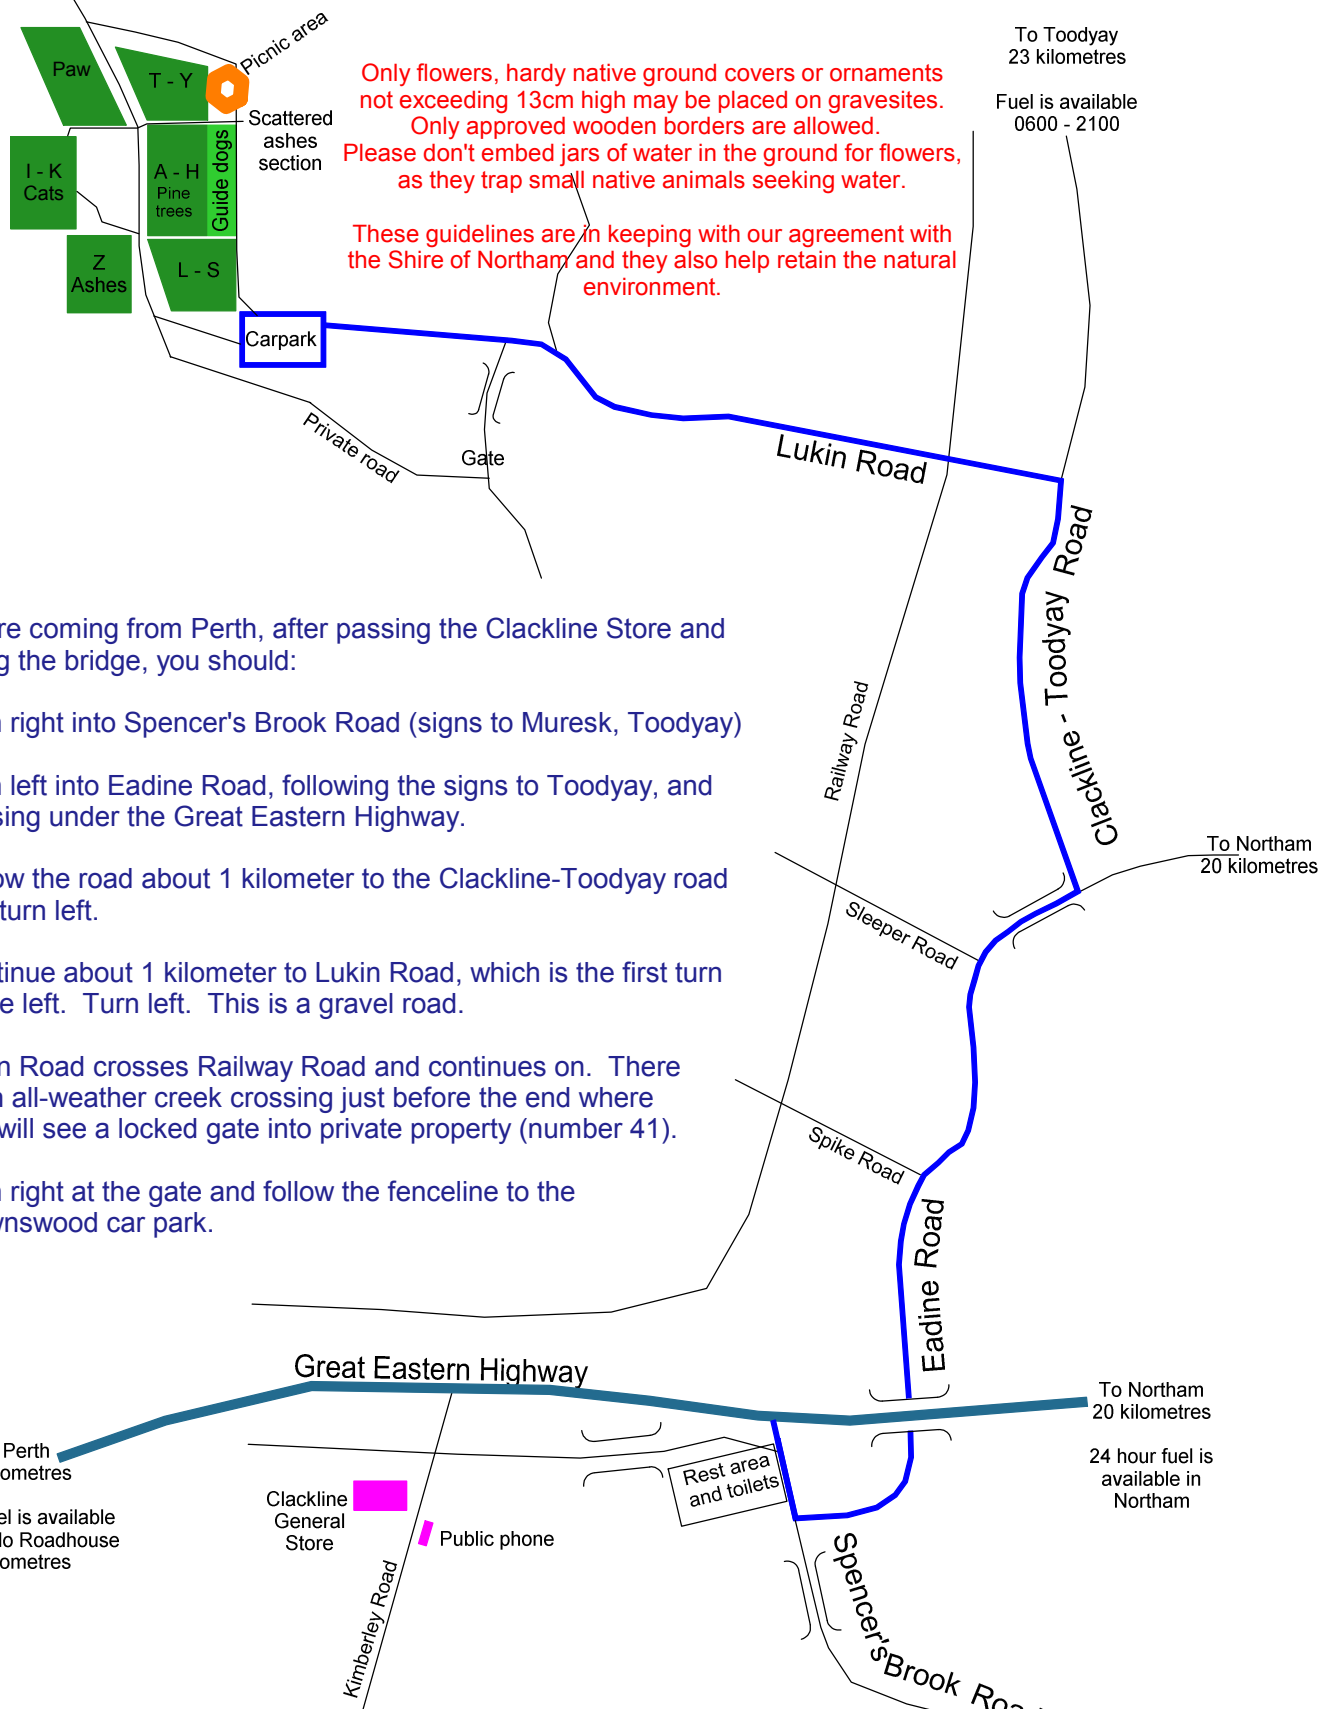 Picnic area
Paw
T - Y
Scattered
ashes
section
I - K
Cats
A - H
Pine
trees
Guide dogs
Z
Ashes
L - S
Carpark
Only flowers, hardy native ground covers or ornaments
not exceeding 13cm high may be placed on gravesites.
Only approved wooden borders are allowed.
Please don't embed jars of water in the ground for flowers,
as they trap small native animals seeking water.
These guidelines are in keeping with our agreement with
the Shire of Northam and they also help retain the natural
environment.
To Toodyay
23 kilometres
Fuel is available
0600 - 2100
Private road
Gate
Lukin Road
Clackline - Toodyay Road
re coming from Perth, after passing the Clackline Store and
g the bridge, you should:
right into Spencer's Brook Road (signs to Muresk, Toodyay)
left into Eadine Road, following the signs to Toodyay, and
sing under the Great Eastern Highway.
ow the road about 1 kilometer to the Clackline-Toodyay road
turn left.
tinue about 1 kilometer to Lukin Road, which is the first turn
e left. Turn left. This is a gravel road.
n Road crosses Railway Road and continues on. There
all-weather creek crossing just before the end where
will see a locked gate into private property (number 41).
right at the gate and follow the fenceline to the
wnswood car park.
Railway Road
To Northam
20 kilometres
Sleeper Road
Spike Road
Eadine Road
Great Eastern Highway
To Northam
20 kilometres
24 hour fuel is
available in
Northam
Perth
ometres
el is available
lo Roadhouse
ometres
Clackline
General
Store
Public phone
Kimberley Road
Rest area
and toilets
Spencer's Brook Road